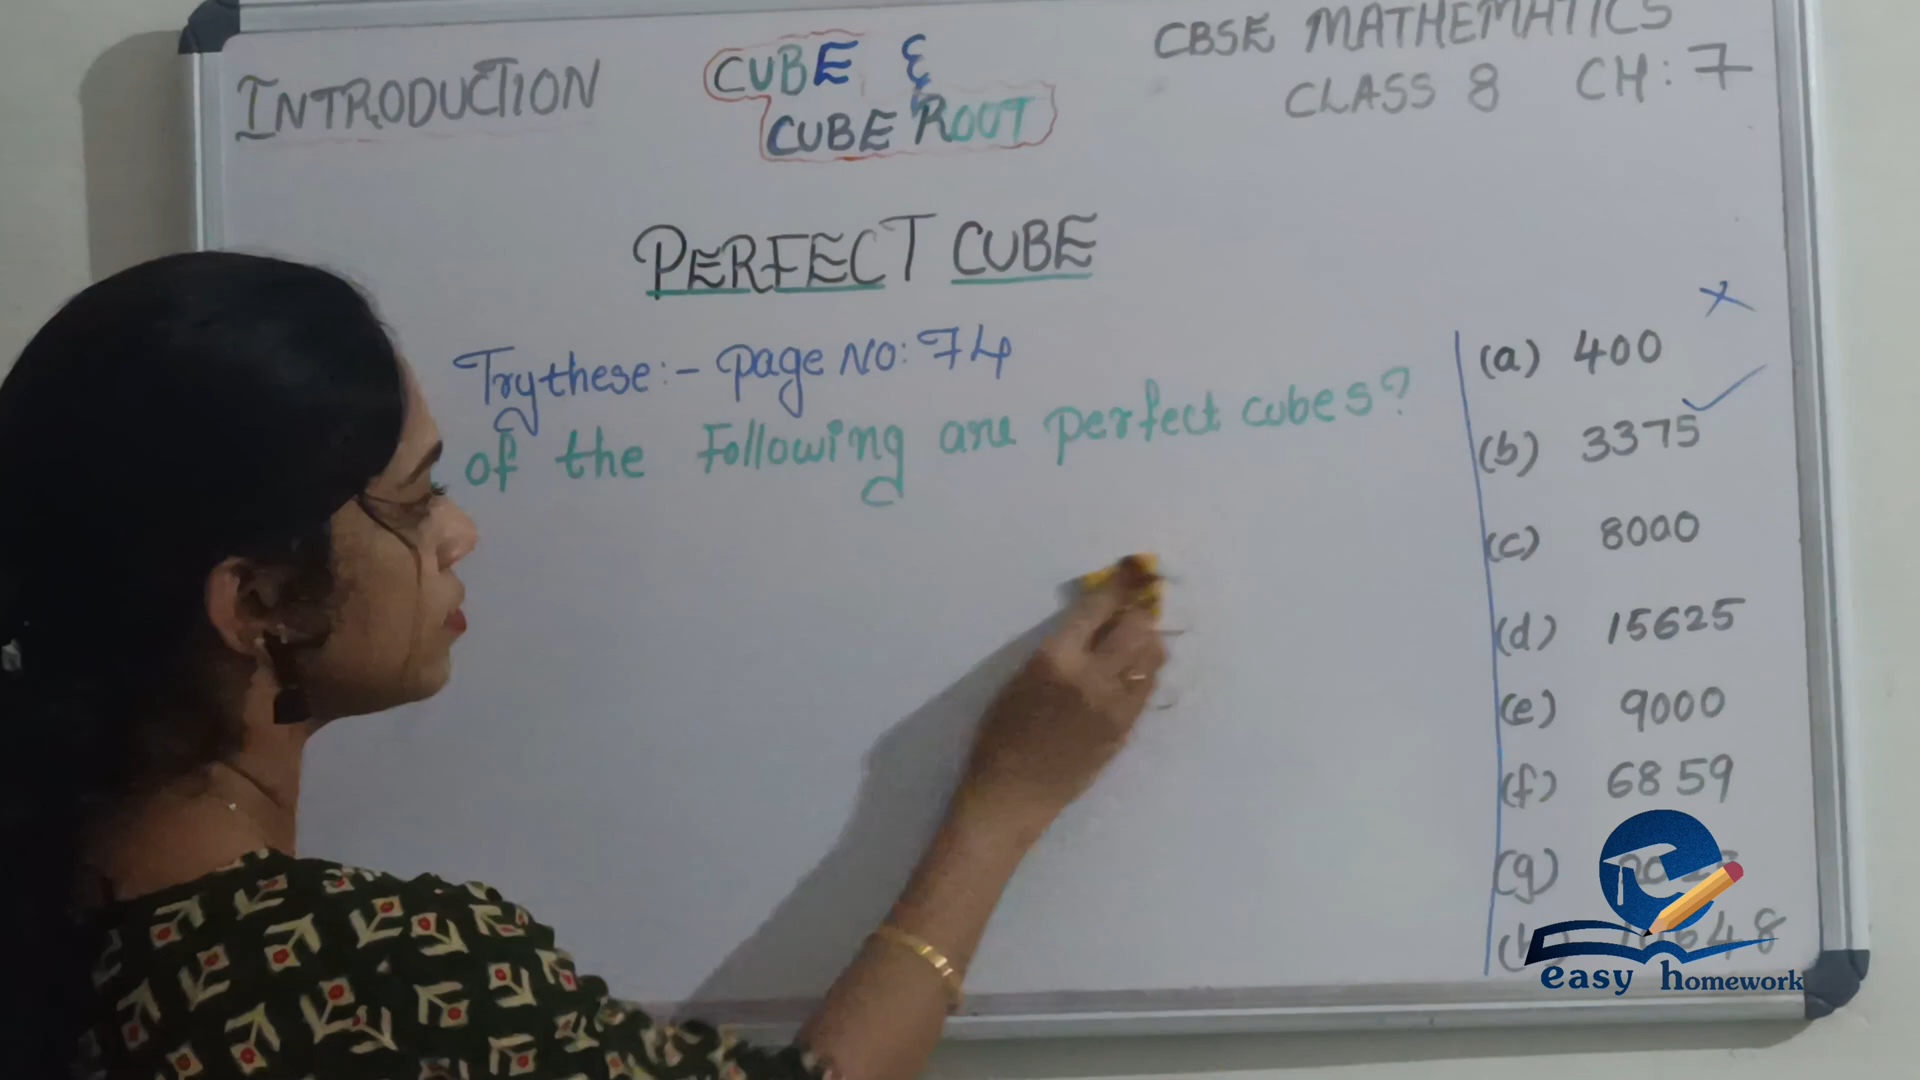 INTRODUCTION
CUBE &
CUBE ROOT
CBSE MATHEMATICS
CLASS 8 CH: 7
PERFECT CUBE
Try these:- Page No: 74
of the Following are perfect cubes?
(a) 400
(b) 3375
(c) 8000
(d) 15625
(e) 9000
(f) 6859
(g)
easy homework